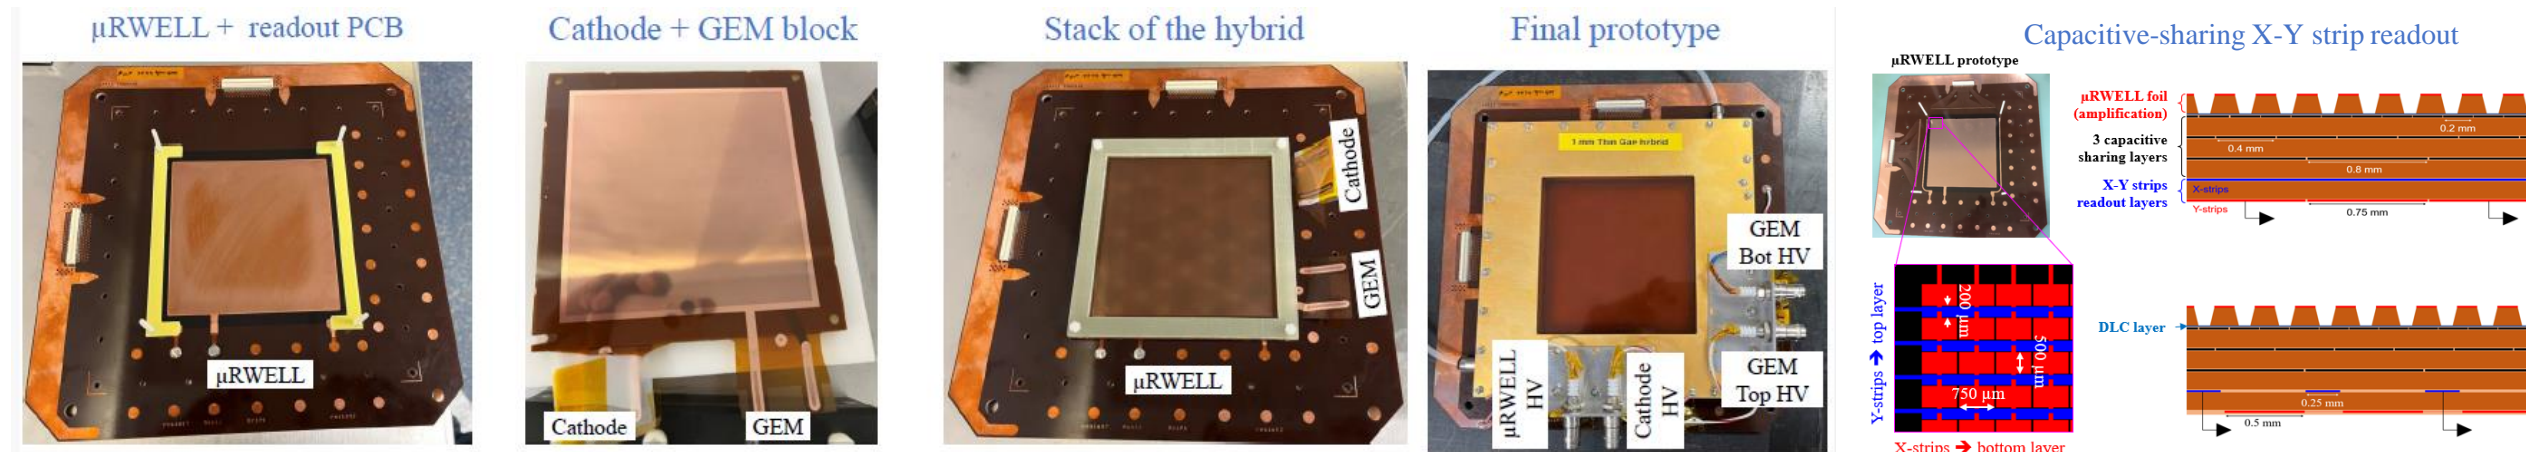 µRWELL + readout PCB
µRWELL
Cathode + GEM block
Cathode
GEM
Stack of the hybrid
Cathode
GEM
µRWELL
Final prototype
1 mm Thin Gap hybrid
GEM
Bot HV
GEM
Top HV
µRWELL
HV
Cathode
HV
Capacitive-sharing X-Y strip readout
µRWELL prototype
µRWELL foil
(amplification)
3 capacitive
sharing layers
X-Y strips
readout layers
0.2 mm
0.4 mm
0.8 mm
X-strips
Y-strips
0.75 mm
Y-strips ➔ top layer
200 µm
500 µm
750 µm
X-strips ➔ bottom layer
DLC layer
0.25 mm
0.5 mm